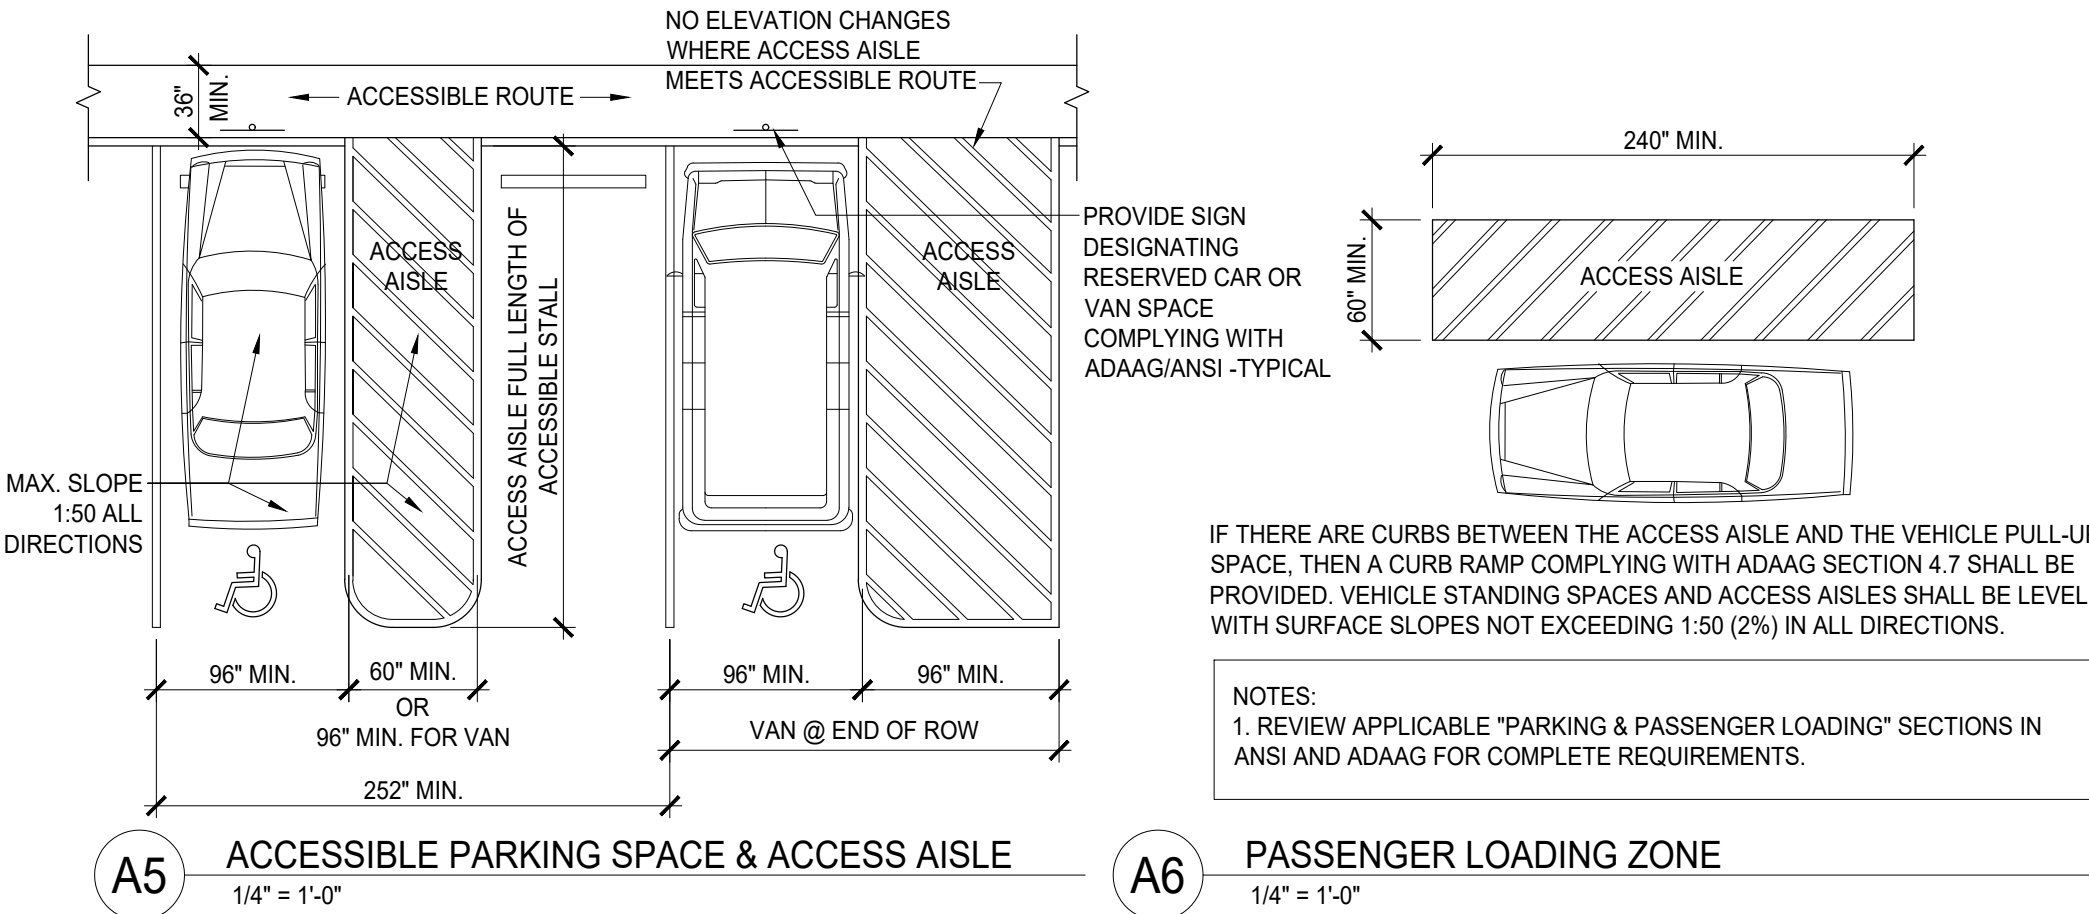 NO ELEVATION CHANGES
WHERE ACCESS AISLE
MEETS ACCESSIBLE ROUTE
36"
MIN.
ACCESSIBLE ROUTE
ACCESS
AISLE
ACCESS AISLE FULL LENGTH OF
ACCESSIBLE STALL
ACCESS
AISLE
PROVIDE SIGN
DESIGNATING
RESERVED CAR OR
VAN SPACE
COMPLYING WITH
ADAAG/ANSI -TYPICAL
MAX. SLOPE
1:50 ALL
DIRECTIONS
96" MIN.
60" MIN.
OR
96" MIN. FOR VAN
96" MIN.
96" MIN.
VAN @ END OF ROW
252" MIN.
A5
ACCESSIBLE PARKING SPACE & ACCESS AISLE
1/4" = 1'-0"
240" MIN.
60" MIN.
ACCESS AISLE
IF THERE ARE CURBS BETWEEN THE ACCESS AISLE AND THE VEHICLE PULL-UP
SPACE, THEN A CURB RAMP COMPLYING WITH ADAAG SECTION 4.7 SHALL BE
PROVIDED. VEHICLE STANDING SPACES AND ACCESS AISLES SHALL BE LEVEL
WITH SURFACE SLOPES NOT EXCEEDING 1:50 (2%) IN ALL DIRECTIONS.
NOTES:
1. REVIEW APPLICABLE "PARKING & PASSENGER LOADING" SECTIONS IN
ANSI AND ADAAG FOR COMPLETE REQUIREMENTS.
A6
PASSENGER LOADING ZONE
1/4" = 1'-0"